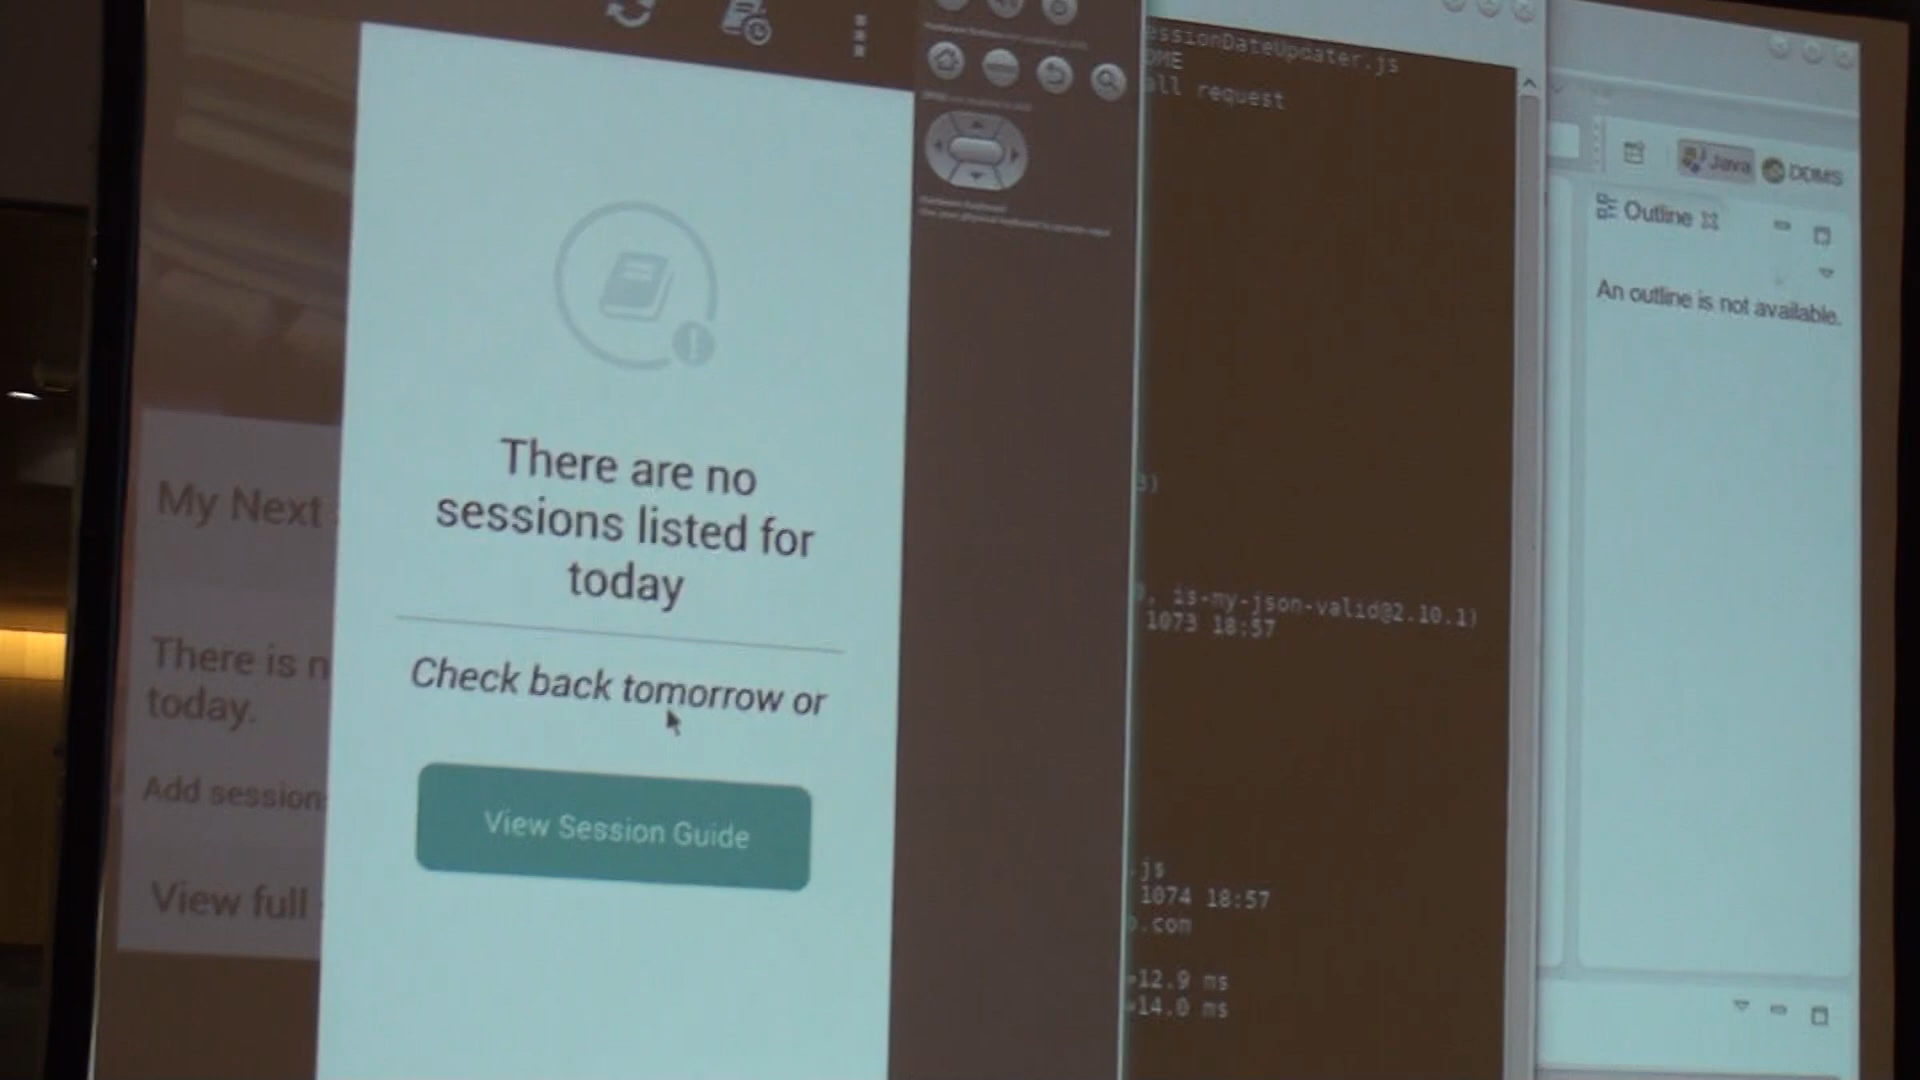 My Next
There is n
today.
Add session
View full
There are no
sessions listed for
today
Check back tomorrow or
View Session Guide
essionDateUpdater.js
OME
all request
3)
, is-my-json-valid@2.10.1)
1073 18:57
.js
1074 18:57
.com
12.9 ms
14.0 ms
Java
DDMS
Outline
An outline is not available.